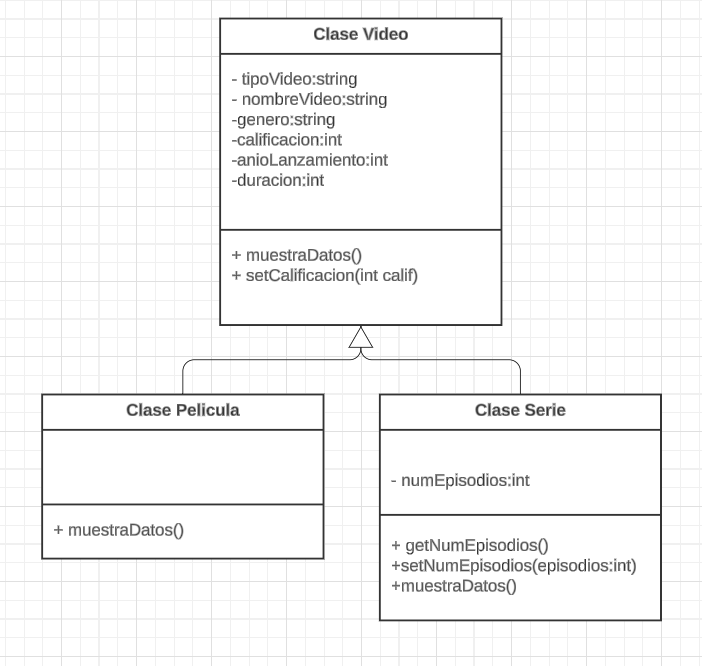 Clase Video
- tipoVideo:string
- nombreVideo:string
-genero:string
-calificacion:int
-anioLanzamiento:int
-duracion:int
+ muestraDatos()
+ setCalificacion(int calif)
Clase Pelicula
+ muestraDatos()
Clase Serie
- numEpisodios:int
+ getNumEpisodios()
+setNumEpisodios(episodios:int)
+muestraDatos()